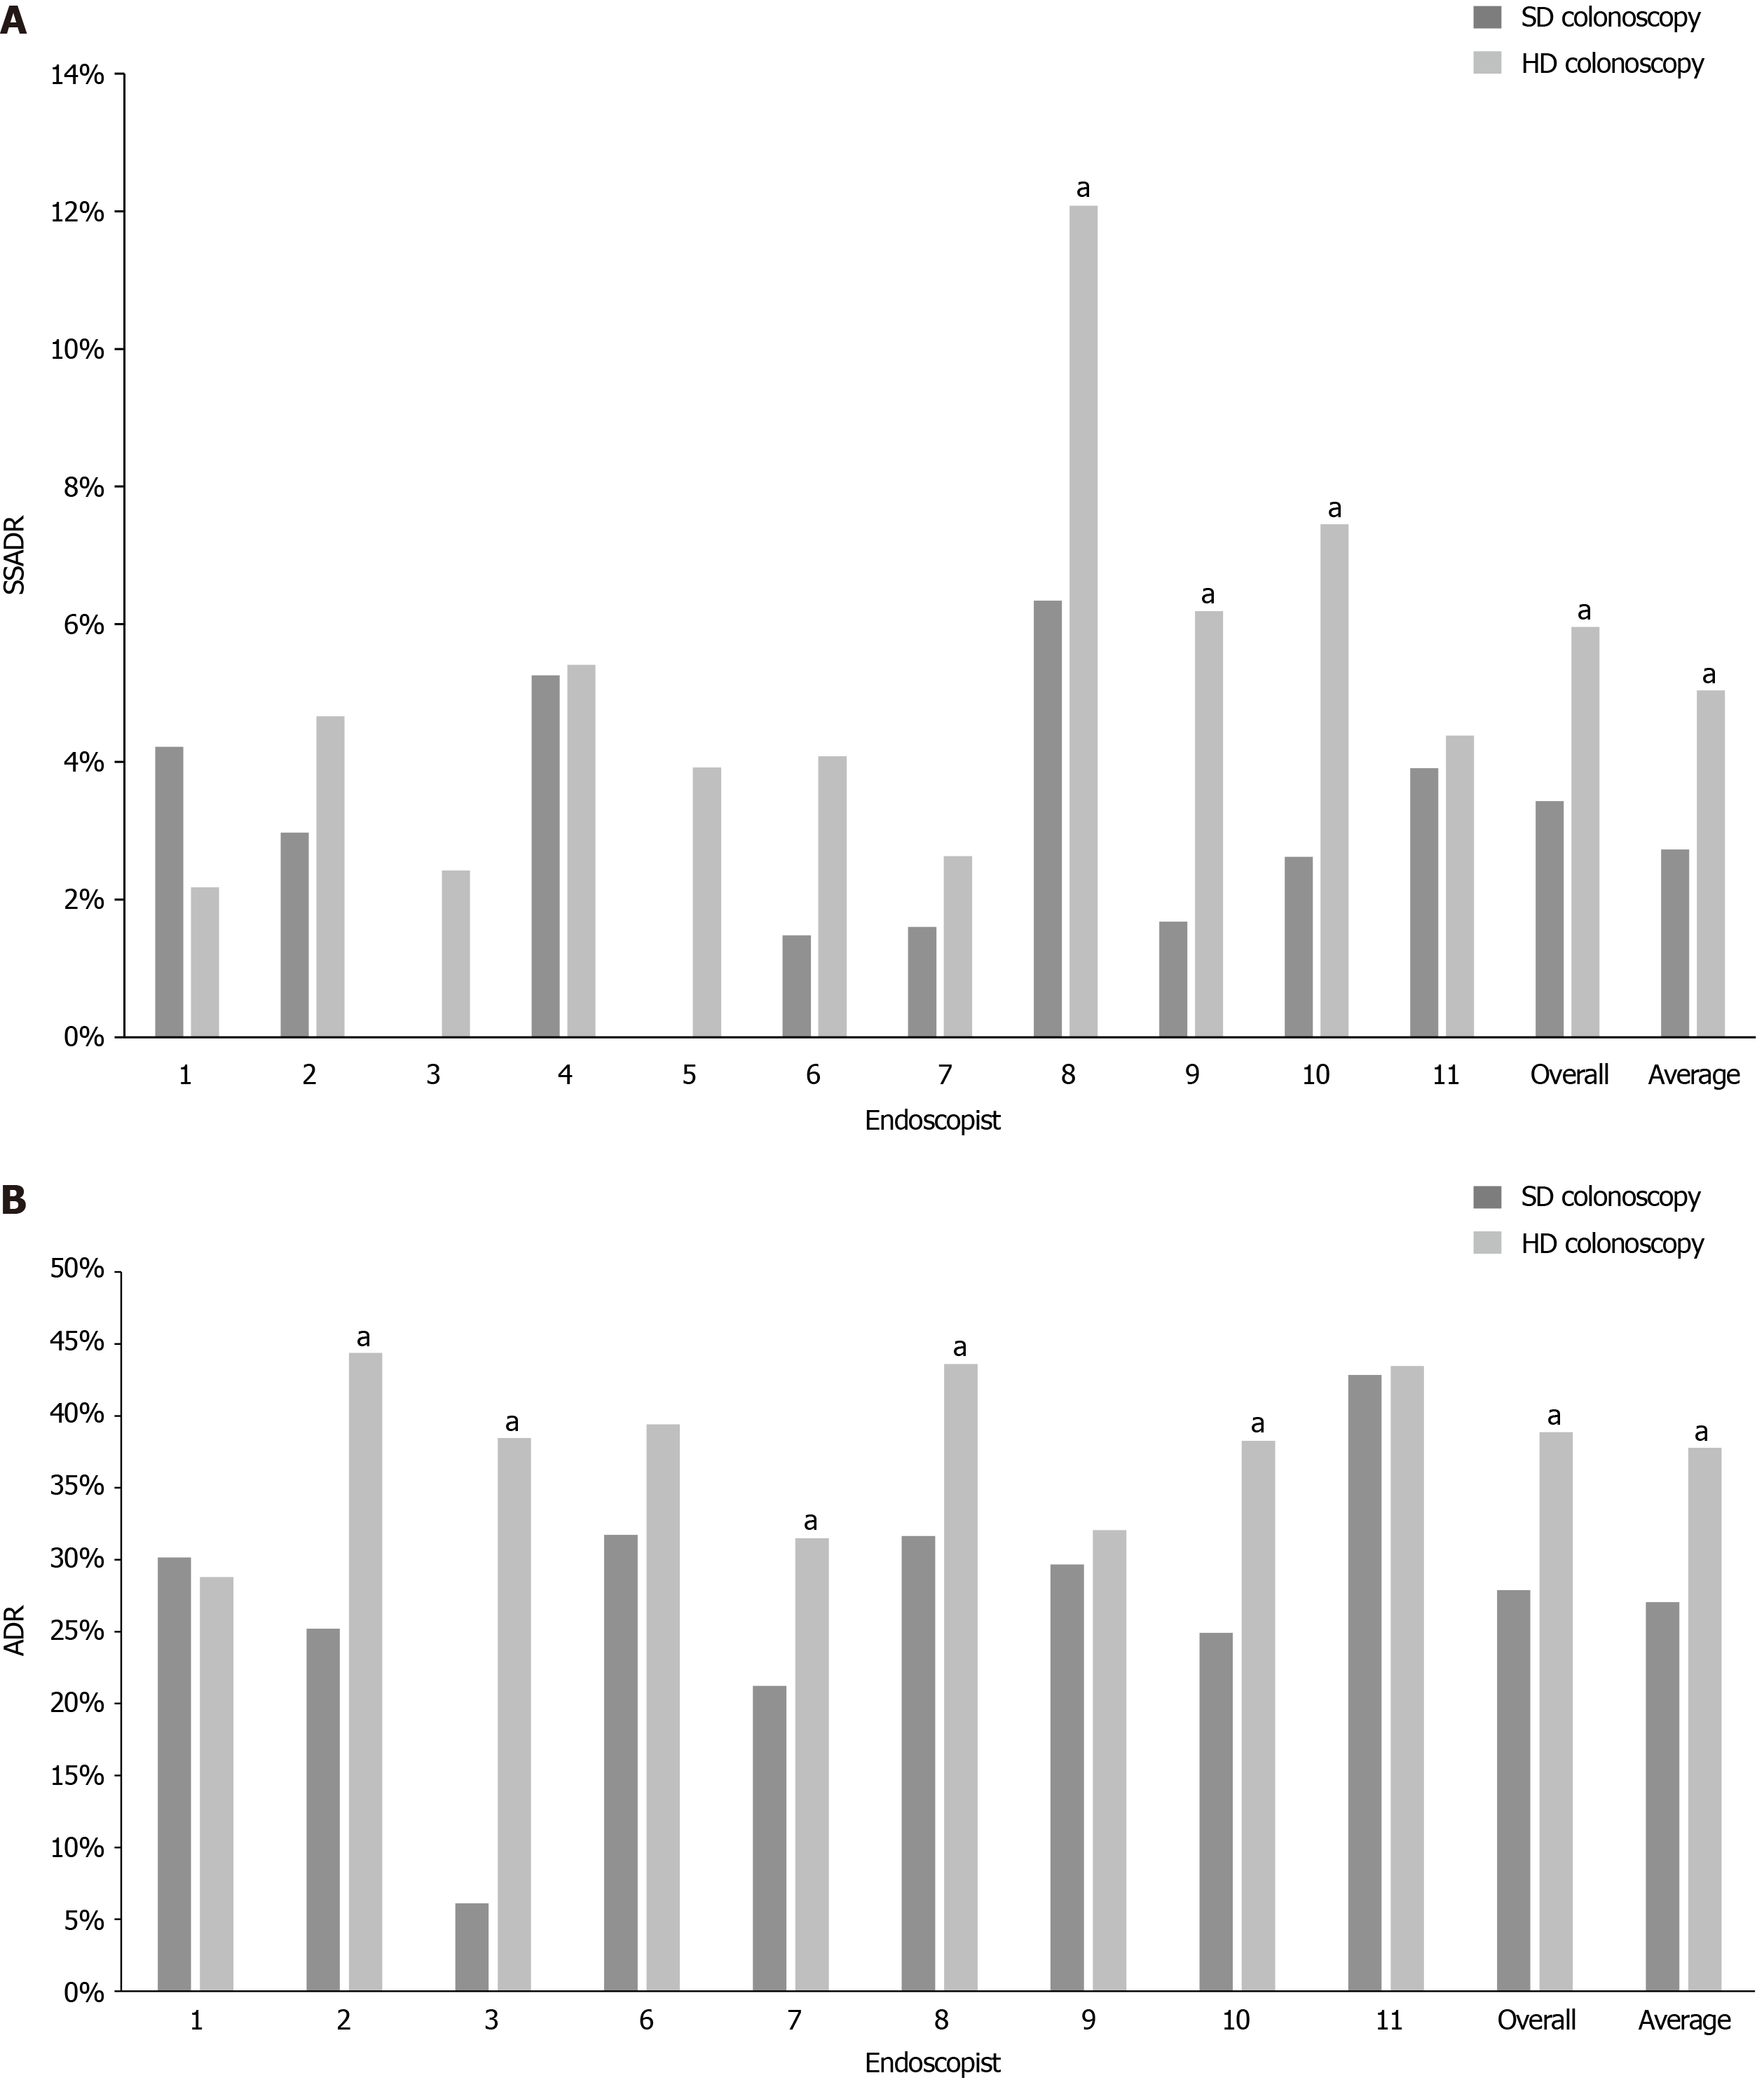 A
SD colonoscopy
HD colonoscopy
14%
12%
10%
8%
6%
4%
2%
0%
SSADR
a
a
a
a
a
1 2 3 4 5 6 7 8 9 10 11 Overall Average
Endoscopist
B
SD colonoscopy
HD colonoscopy
50%
45%
40%
35%
30%
25%
20%
15%
10%
5%
0%
ADR
a
a
a
a
a
a
a
1 2 3 6 7 8 9 10 11 Overall Average
Endoscopist